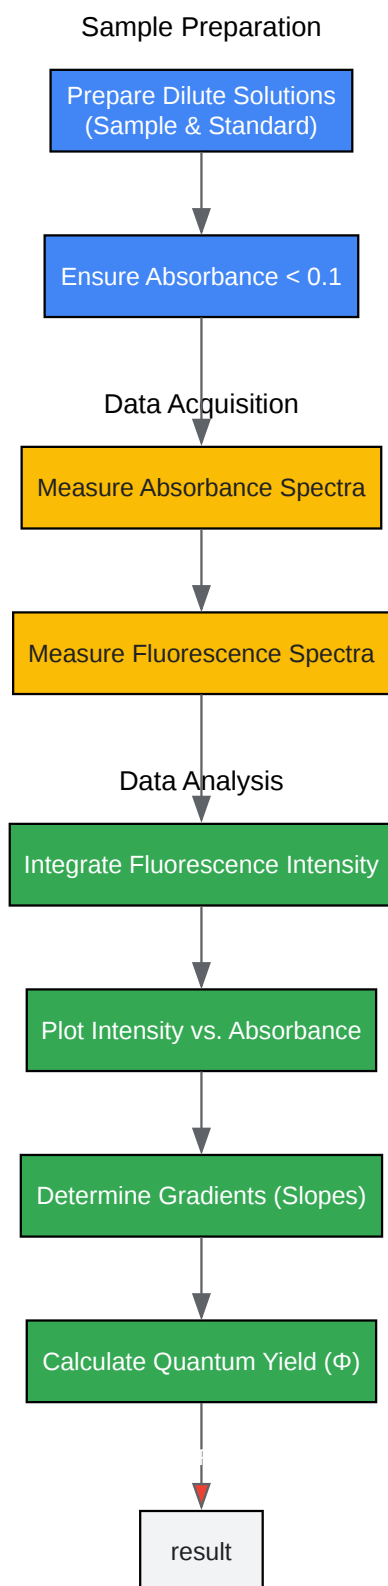 Sample Preparation
Prepare Dilute Solutions
(Sample & Standard)
Ensure Absorbance < 0.1
Data Acquisition
Measure Absorbance Spectra
Measure Fluorescence Spectra
Data Analysis
Integrate Fluorescence Intensity
Plot Intensity vs. Absorbance
Determine Gradients (Slopes)
Calculate Quantum Yield (Φ)
result